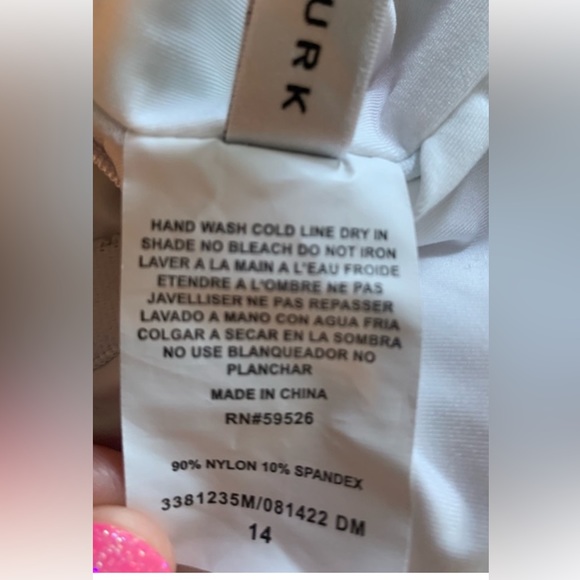 URK
HAND WASH COLD LINE DRY IN
SHADE NO BLEACH DO NOT IRON
LAVER A LA MAIN A L'EAU FROIDE
ETENDRE A L'OMBRE NE PAS
JAVELLISER NE PAS REPASSER
LAVADO A MANO CON AGUA FRIA
COLGAR A SECAR EN LA SOMBRA
NO USE BLANQUEADOR NO
PLANCHAR
MADE IN CHINA
RN#59526
90% NYLON 10% SPANDEX
3381235M/081422 DM
14